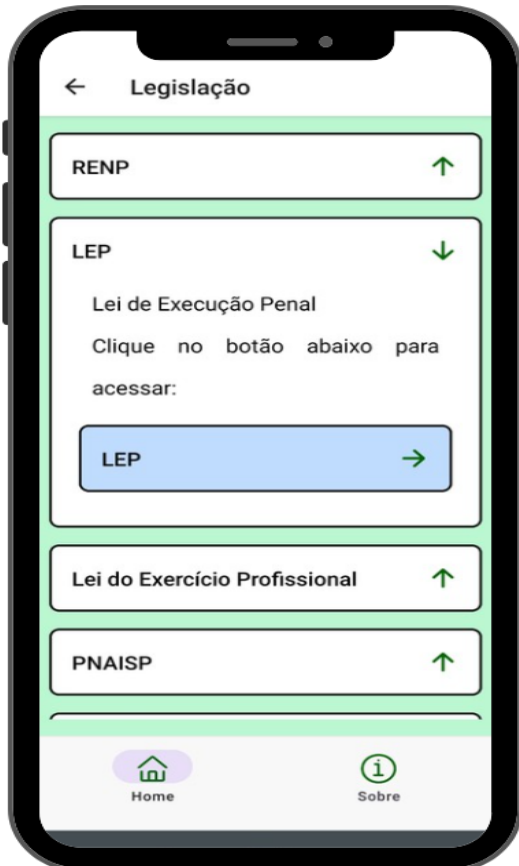 Legislação
RENP
LEP
Lei de Execução Penal
Clique no botão abaixo para
acessar:
LEP
Lei do Exercício Profissional
PNAISP
Home
Sobre